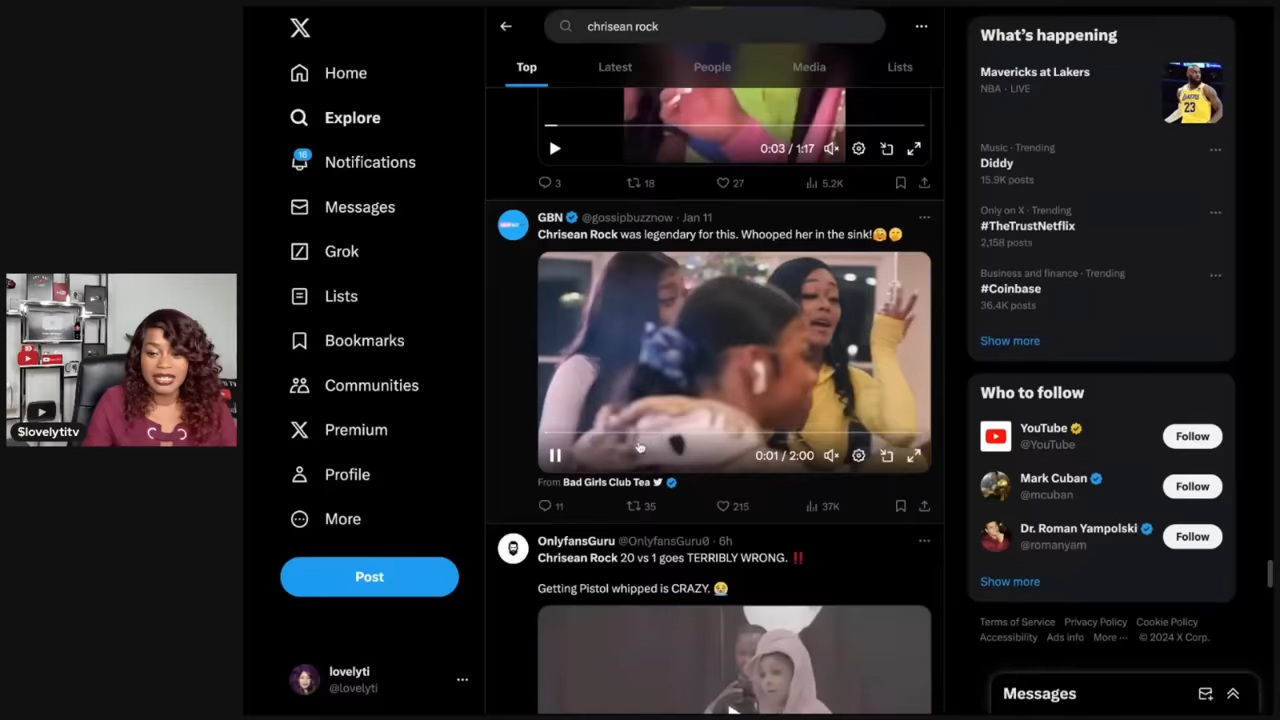 X
chrisean rock
Home
Explore
16
Notifications
Messages
Grok
Lists
Bookmarks
Communities
Premium
Profile
More
Post
lovelyti
@lovelyti
$lovelytitv
Top
Latest
People
Media
Lists
0:03 / 1:17
3
18
27
5.2K
GBN @gossipbuzznow · Jan 11
Chrisean Rock was legendary for this. Whooped her in the sink!🥴🤫
0:01 / 2:00
From Bad Girls Club Tea
11
35
215
37K
OnlyfansGuru @OnlyfansGuru0 · 6h
Chrisean Rock 20 vs 1 goes TERRIBLY WRONG. ‼️
Getting Pistol whipped is CRAZY. 😭
What's happening
Mavericks at Lakers
NBA · LIVE
23
Music · Trending
Diddy
15.9K posts
Only on X · Trending
#TheTrustNetflix
2,158 posts
Business and finance · Trending
#Coinbase
36.4K posts
Show more
Who to follow
YouTube
@YouTube
Follow
Mark Cuban
@mcuban
Follow
Dr. Roman Yampolski
@romanyam
Follow
Show more
Terms of Service Privacy Policy Cookie Policy
Accessibility Ads info More ··· © 2024 X Corp.
Messages